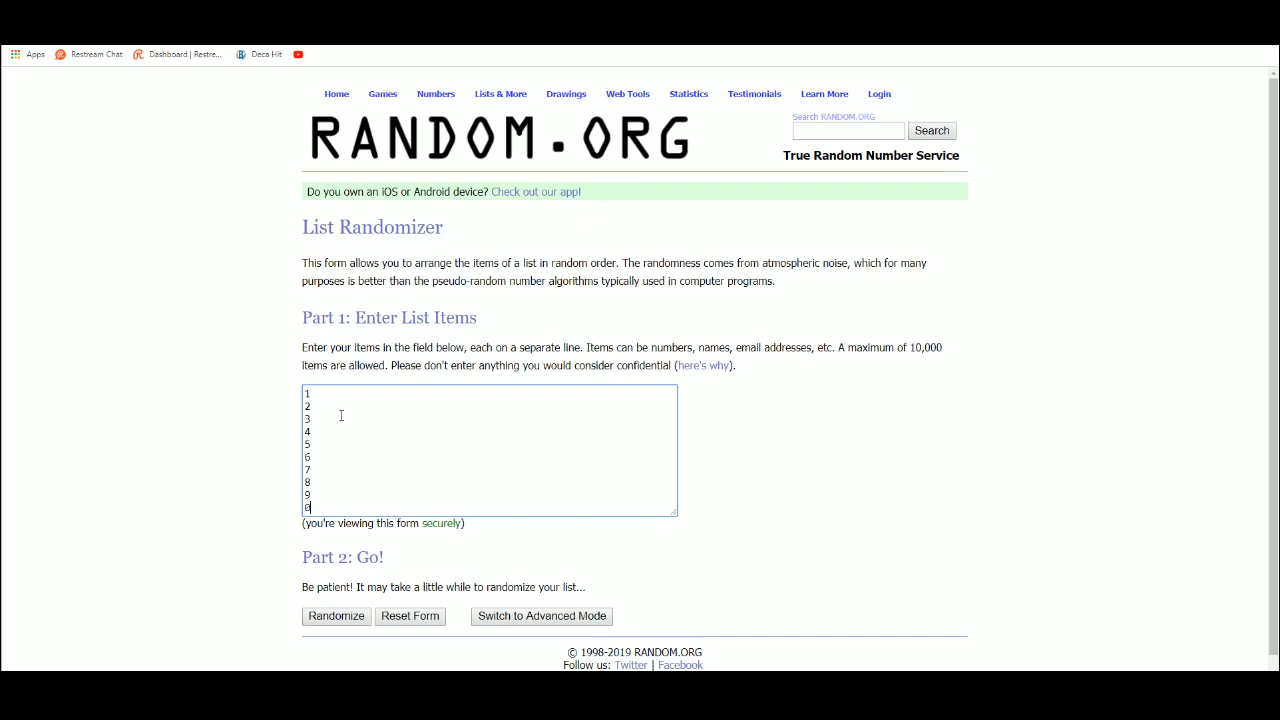 Apps Restream Chat Dashboard | Restre... Deca Hit
Home Games Numbers Lists & More Drawings Web Tools Statistics Testimonials Learn More Login
RANDOM.ORG
Search RANDOM.ORG
Search
True Random Number Service
Do you own an iOS or Android device? Check out our app!
List Randomizer
This form allows you to arrange the items of a list in random order. The randomness comes from atmospheric noise, which for many
purposes is better than the pseudo-random number algorithms typically used in computer programs.
Part 1: Enter List Items
Enter your items in the field below, each on a separate line. Items can be numbers, names, email addresses, etc. A maximum of 10,000
items are allowed. Please don't enter anything you would consider confidential (here's why).
1
2
3
4
5
6
7
8
9
0
(you're viewing this form securely)
Part 2: Go!
Be patient! It may take a little while to randomize your list...
Randomize Reset Form Switch to Advanced Mode
© 1998-2019 RANDOM.ORG
Follow us: Twitter | Facebook